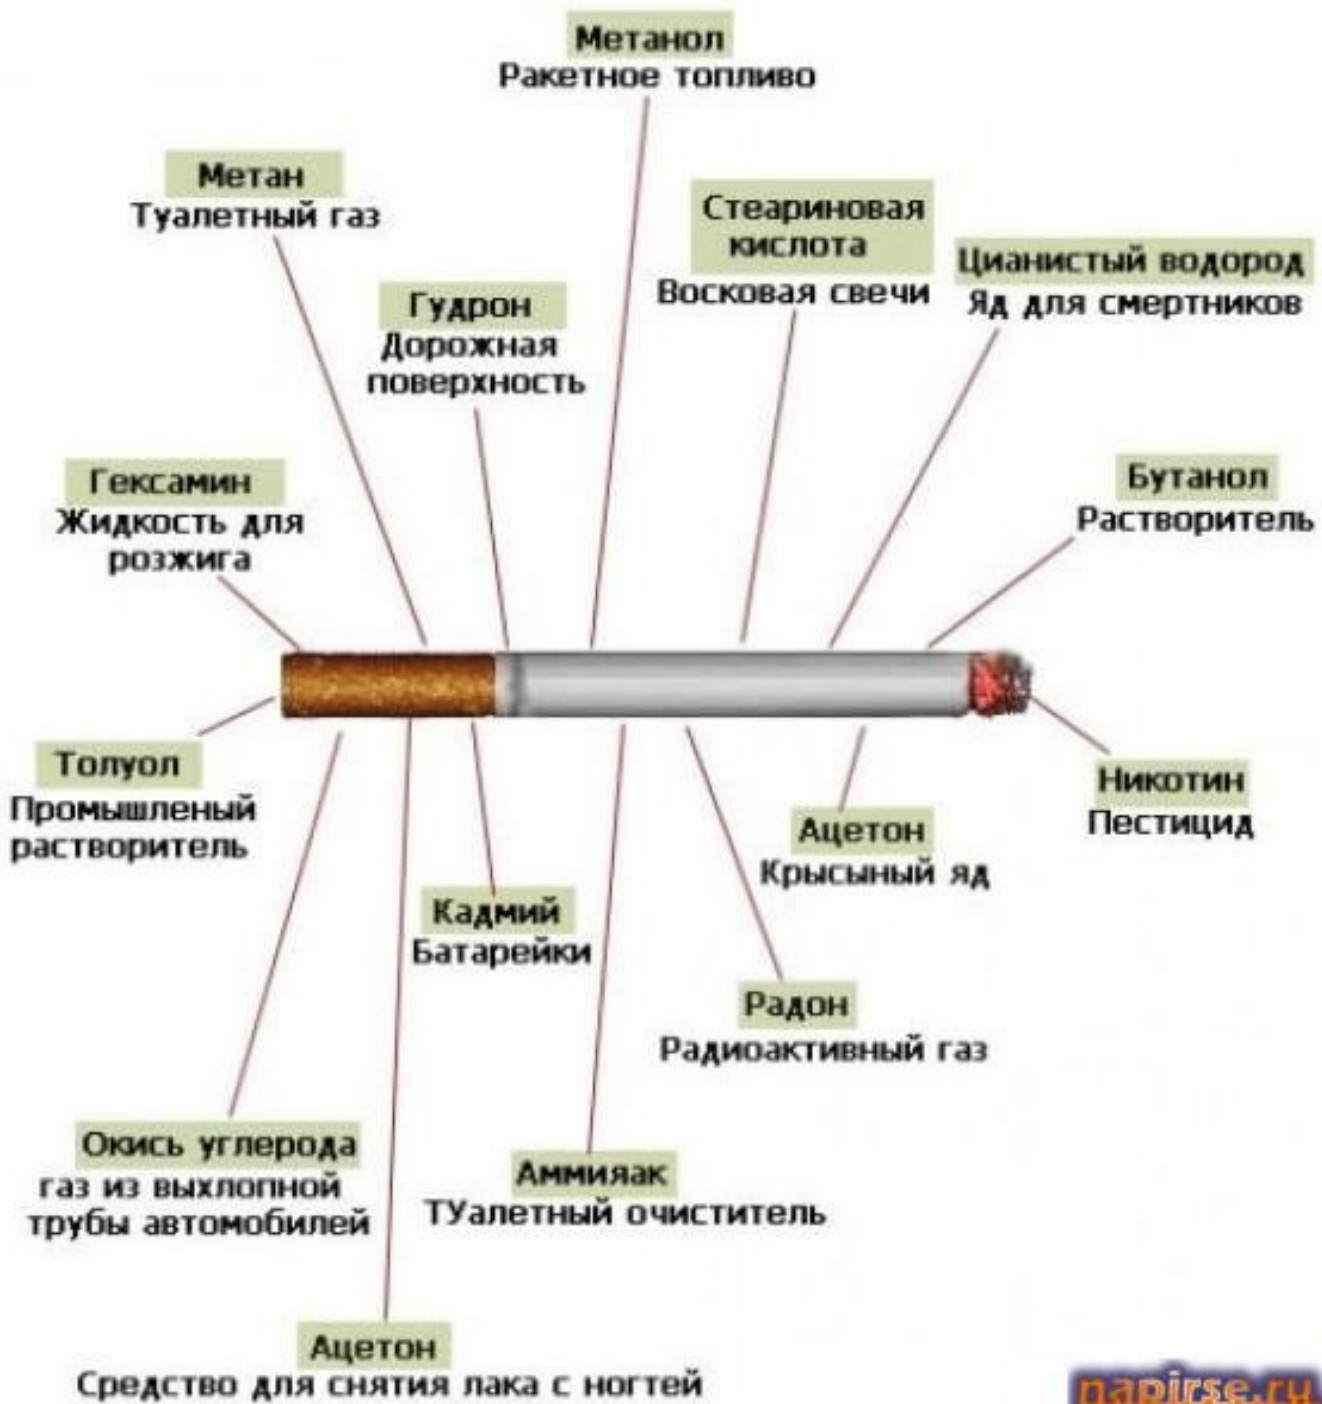 Метанол
Ракетное топливо
Метан
Туалетный газ
Стеариновая
кислота
Восковая свечи
Цианистый водород
Яд для смертников
Гудрон
Дорожная
поверхность
Гексамин
Жидкость для
розжига
Бутанол
Растворитель
Толуол
Промышленый
растворитель
Никотин
Пестицид
Ацетон
Крысыный яд
Кадмий
Батарейки
Радон
Радиоактивный газ
Окись углерода
газ из выхлопной
трубы автомобилей
Аммияак
ТУалетный очиститель
Ацетон
Средство для снятия лака с ногтей
napirse.ru